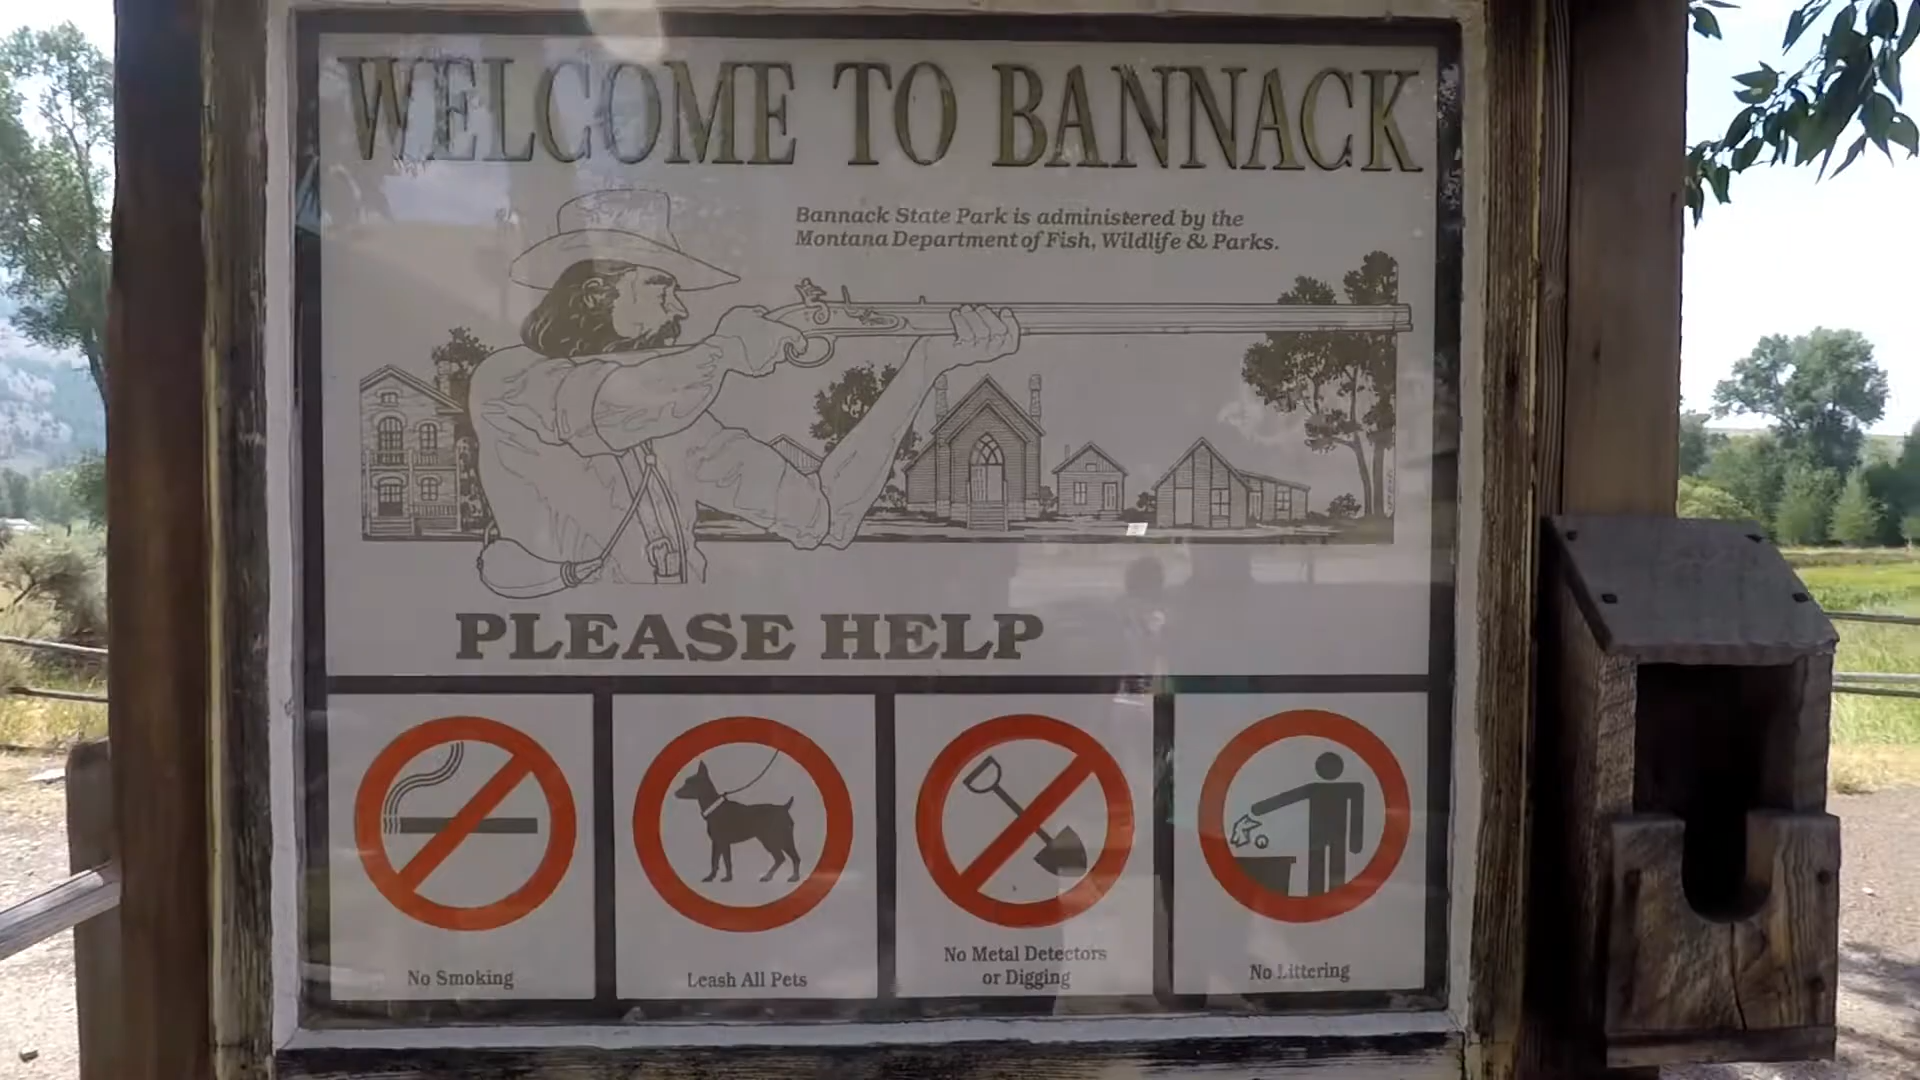 WELCOME TO BANNACK
Bannack State Park is administered by the
Montana Department of Fish, Wildlife & Parks.
PLEASE HELP
No Smoking
Leash All Pets
No Metal Detectors
or Digging
No Littering